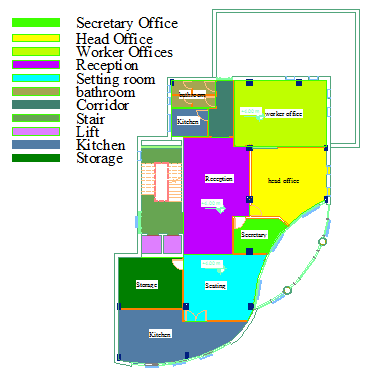 Secretary Office
Head Office
Worker Offices
Reception
Setting room
bathroom
Corridor
Stair
Lift
Kitchen
Storage
bathroom
worker office
Kitchen
Reception
head office
Secretary
Storage
Seating
Kitchen